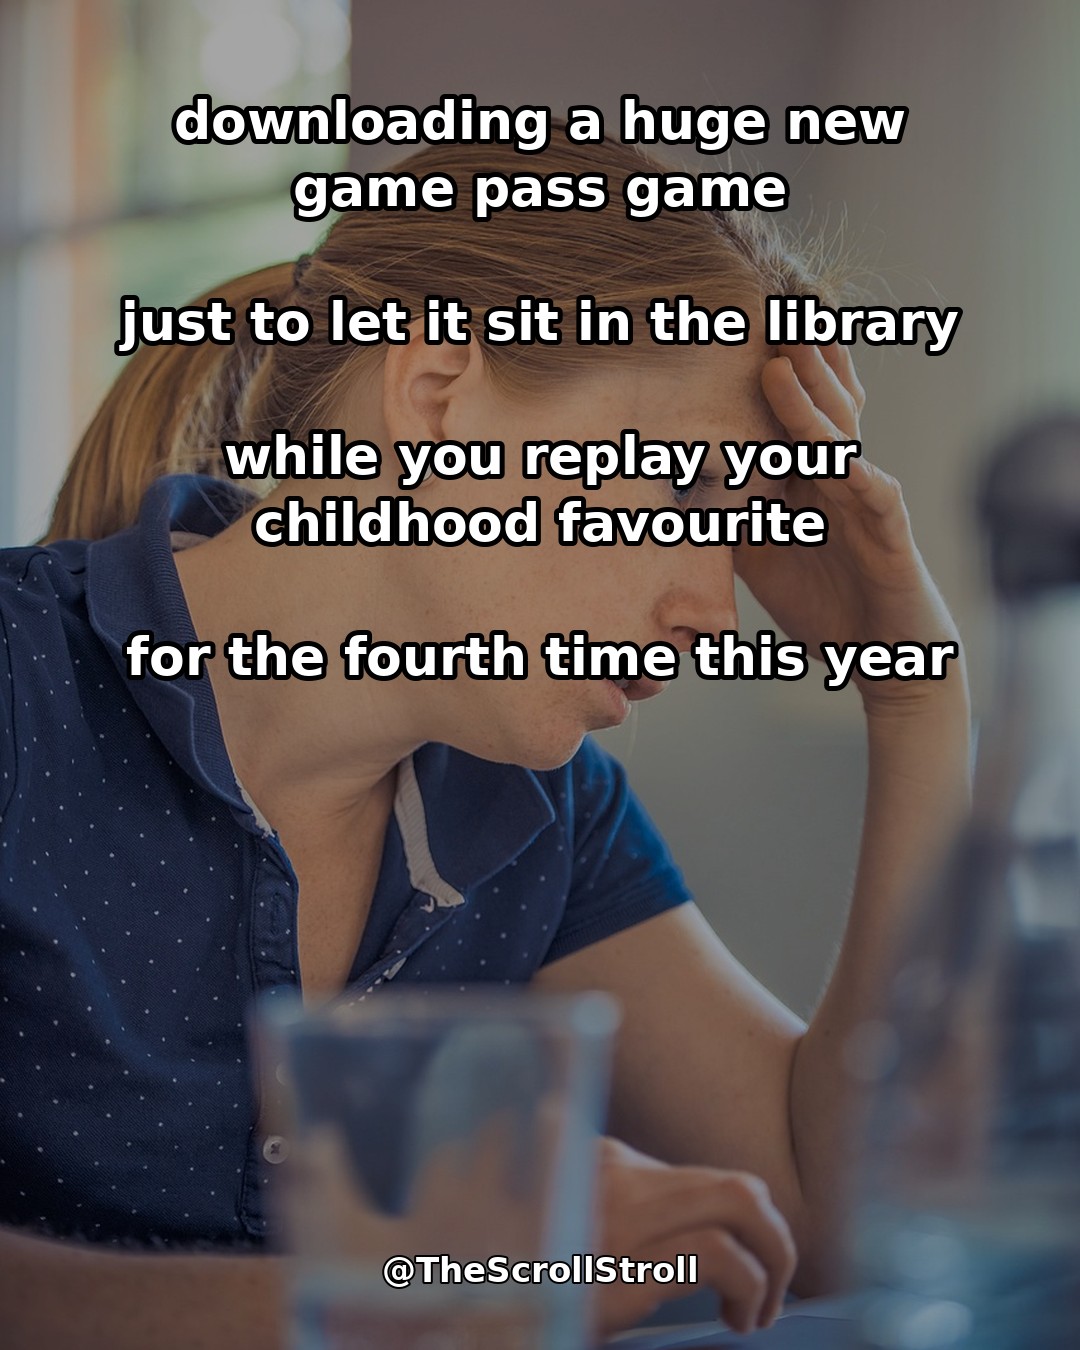 downloading a huge new
game pass game
just to let it sit in the library
while you replay your
childhood favourite
for the fourth time this year
@TheScrollStroll